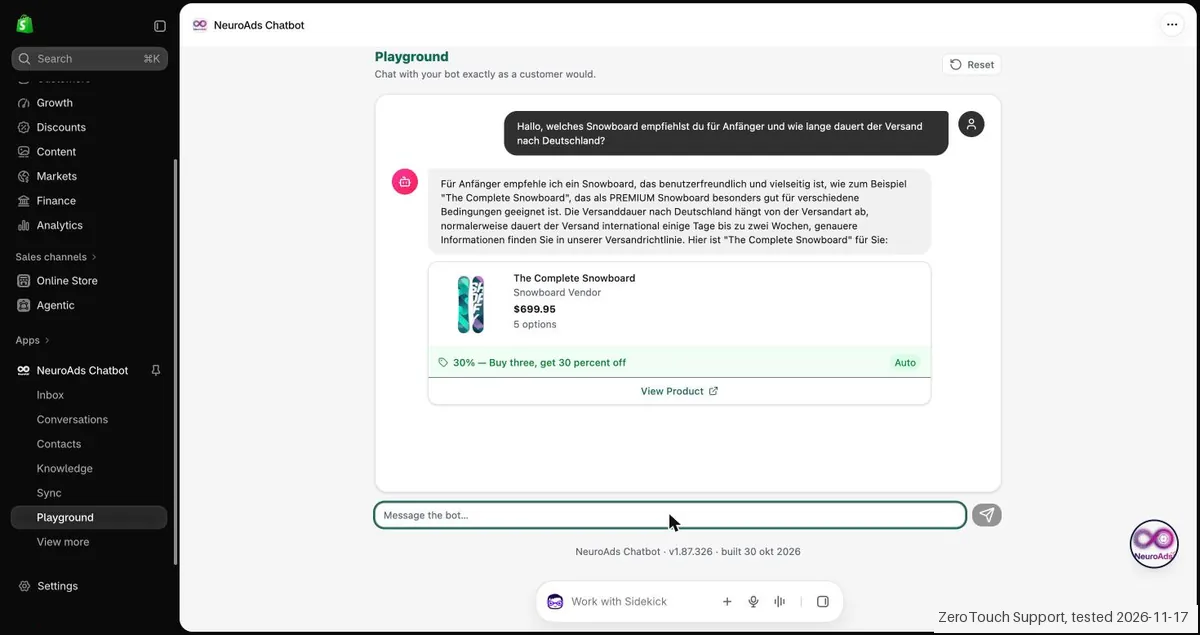 NeuroAds Chatbot
Search ⌘K
Growth
Discounts
Content
Markets
Finance
Analytics
Sales channels
Online Store
Agentic
Apps
NeuroAds Chatbot
Inbox
Conversations
Contacts
Knowledge
Sync
Playground
View more
Settings
Playground
Chat with your bot exactly as a customer would.
Reset
Hallo, welches Snowboard empfiehlst du für Anfänger und wie lange dauert der Versand
nach Deutschland?
Für Anfänger empfehle ich ein Snowboard, das benutzerfreundlich und vielseitig ist, wie zum Beispiel
"The Complete Snowboard", das als PREMIUM Snowboard besonders gut für verschiedene
Bedingungen geeignet ist. Die Versanddauer nach Deutschland hängt von der Versandart ab,
normalerweise dauert der Versand international einige Tage bis zu zwei Wochen, genauere
Informationen finden Sie in unserer Versandrichtlinie. Hier ist "The Complete Snowboard" für Sie:
The Complete Snowboard
Snowboard Vendor
$699.95
5 options
30% — Buy three, get 30 percent off
Auto
View Product
Message the bot...
NeuroAds Chatbot · v1.87.326 · built 30 okt 2026
NeuroAds
Work with Sidekick
ZeroTouch Support, tested 2026-11-17